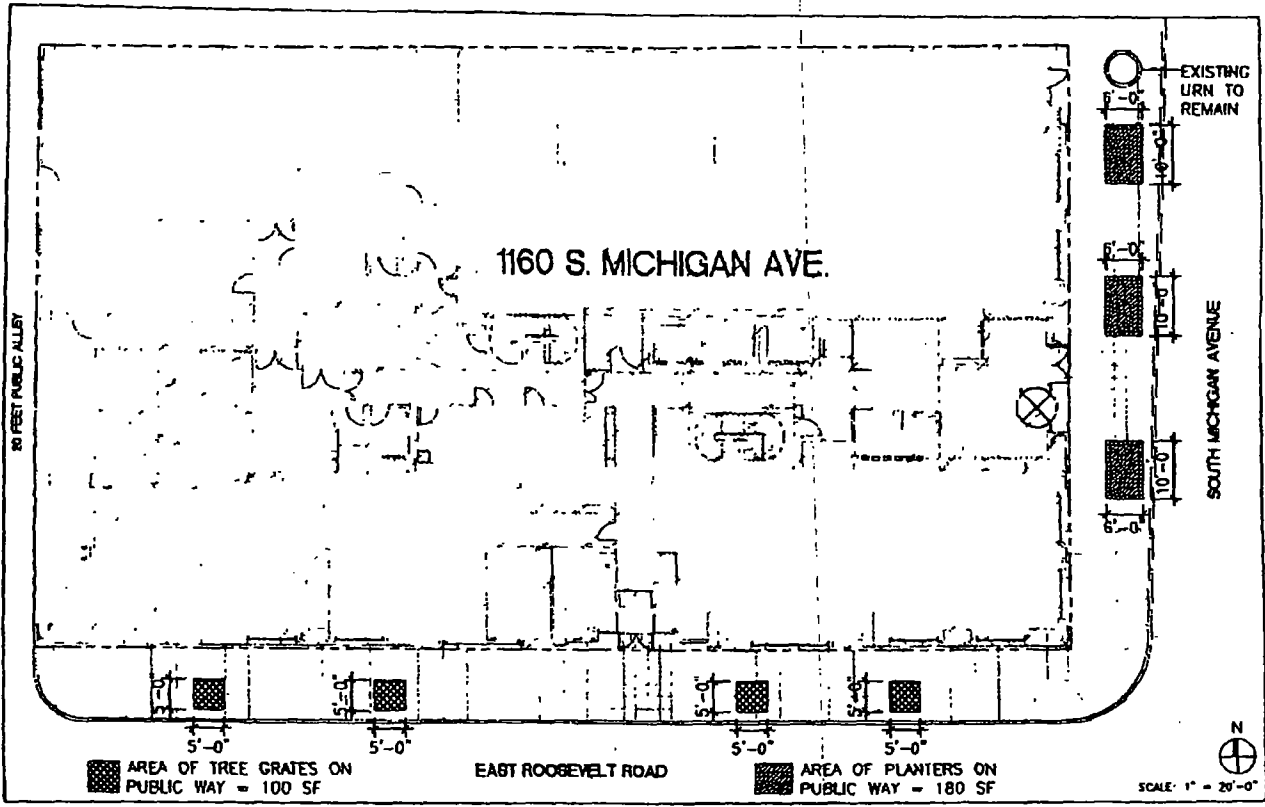 EXISTING
URN TO
REMAIN
6'-0"
10'-0"
1160 S. MICHIGAN AVE.
6'-0"
10'-0"
20 FEET PUBLIC ALLEY
SOUTH MICHIGAN AVENUE
10'-0"
6'-0"
5'-0"
5'-0"
5'-0"
5'-0"
5'-0"
5'-0"
5'-0"
5'-0"
N
AREA OF TREE GRATES ON
PUBLIC WAY = 100 SF
EAST ROOSEVELT ROAD
AREA OF PLANTERS ON
PUBLIC WAY = 180 SF
SCALE: 1" = 20'-0"